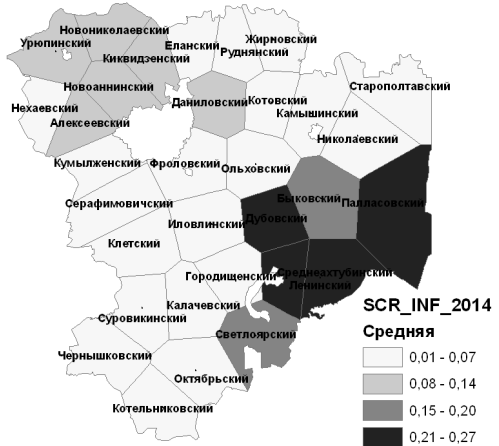 Новониколаевский
Урюпинский
Киквидзенский
Еланский
Жирновский
Руднянский
Новоаннинский
Нехаевский
Алексеевский
Даниловский
Котовский
Камышинский
Старополтавский
Николаевский
Кумылженский
Фроловский
Ольховский
Серафимовичский
Быковский
Палласовский
Дубовский
Иловлинский
Клетский
Городищенский
Среднеахтубинский
Ленинский
Калачевский
Суровикинский
Светлоярский
Чернышковский
Октябрьский
Котельниковский
SCR_INF_2014
Средняя
0,01 - 0,07
0,08 - 0,14
0,15 - 0,20
0,21 - 0,27